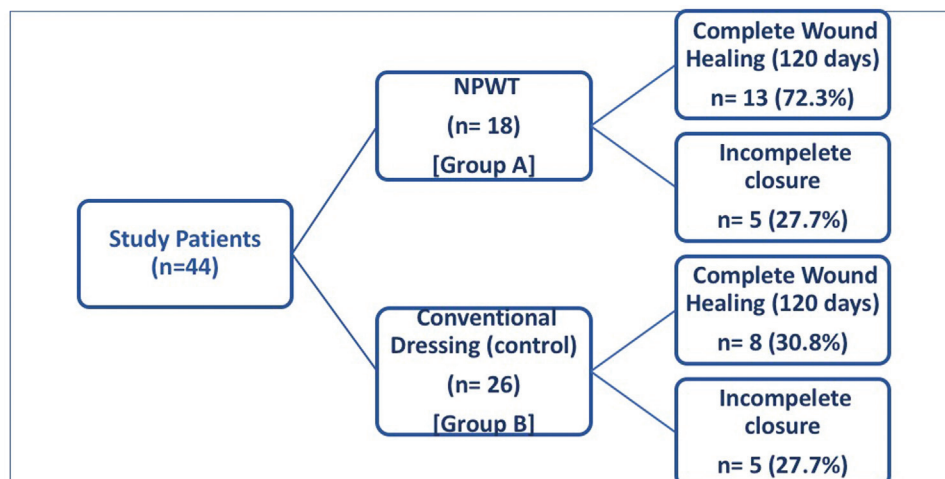 Study Patients
(n=44)
NPWT
(n= 18)
[Group A]
Complete Wound
Healing (120 days)
n= 13 (72.3%)
Incompelete
closure
n= 5 (27.7%)
Conventional
Dressing (control)
(n= 26)
[Group B]
Complete Wound
Healing (120 days)
n= 8 (30.8%)
Incompelete
closure
n= 5 (27.7%)